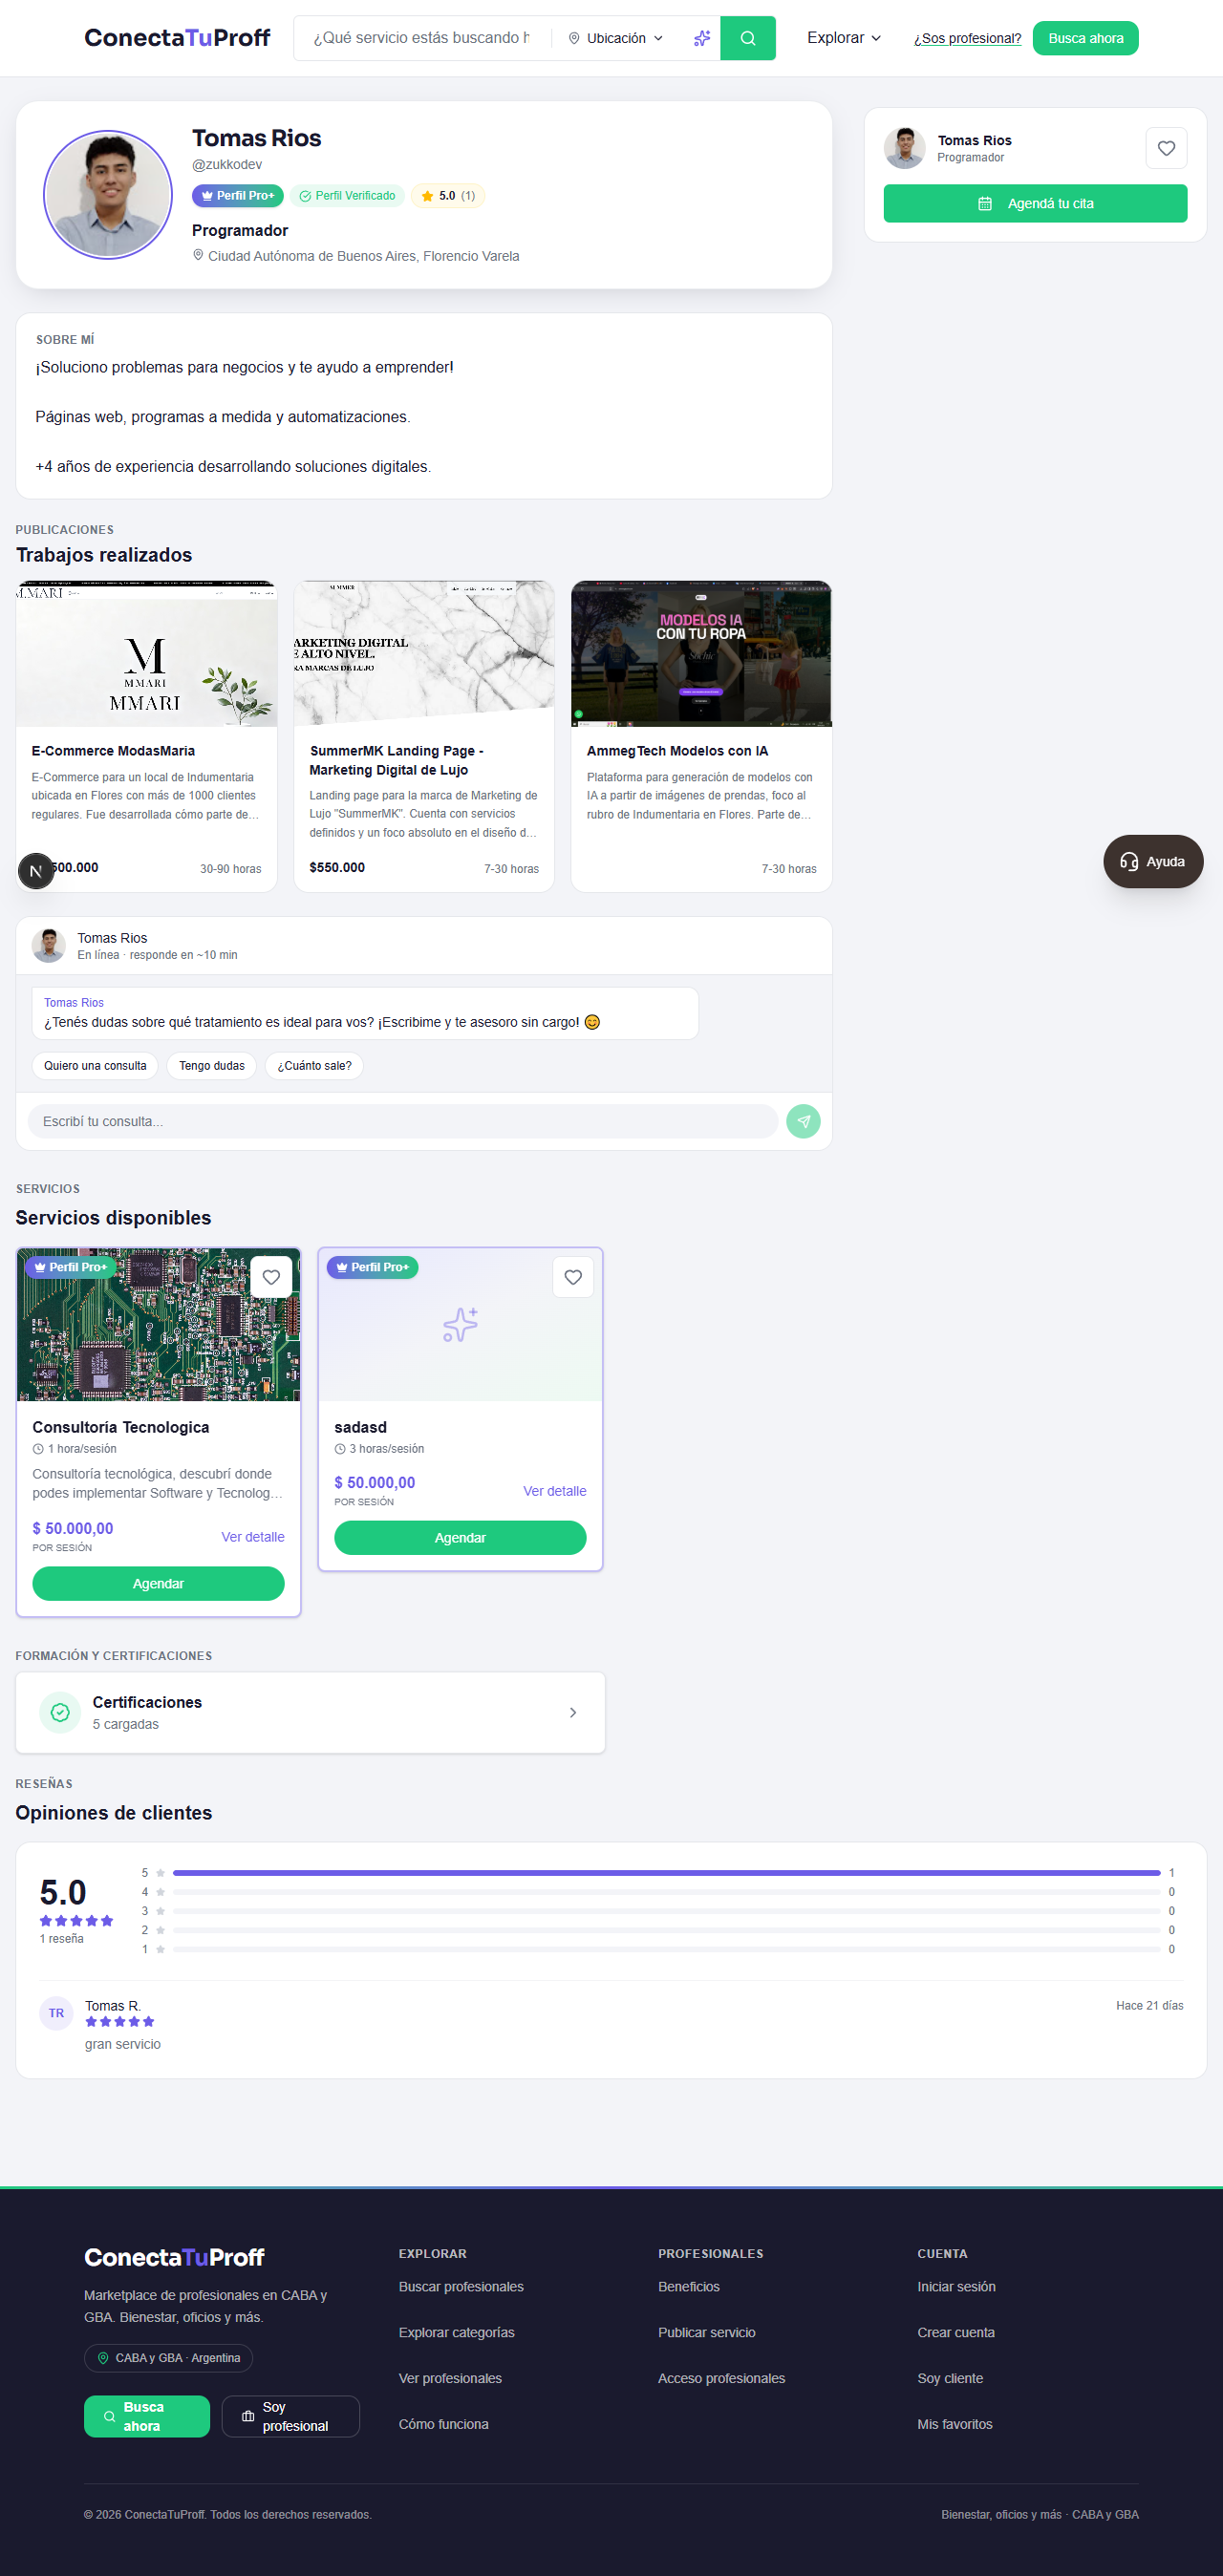 ConectaTuProff
¿Qué servicio estás buscando h
Ubicación
Explorar
¿Sos profesional?
Busca ahora
Tomas Rios
@zukkodev
Perfil Pro+
Perfil Verificado
5.0 (1)
Programador
Ciudad Autónoma de Buenos Aires, Florencio Varela
Tomas Rios
Programador
Agendá tu cita
SOBRE MÍ
¡Soluciono problemas para negocios y te ayudo a emprender!
Páginas web, programas a medida y automatizaciones.
+4 años de experiencia desarrollando soluciones digitales.
PUBLICACIONES
Trabajos realizados
MMARI
M
MMARI
MMARI
E-Commerce ModasMaria
E-Commerce para un local de Indumentaria
ubicada en Flores con más de 1000 clientes
regulares. Fue desarrollada cómo parte de...
500.000
30-90 horas
ARKETING DIGITAL
E ALTO NIVEL.
RA MARCAS DE LUJO
SummerMK Landing Page -
Marketing Digital de Lujo
Landing page para la marca de Marketing de
Lujo "SummerMK". Cuenta con servicios
definidos y un foco absoluto en el diseño d...
$550.000
7-30 horas
MODELOS IA
CON TU ROPA
AmmegTech Modelos con IA
Plataforma para generación de modelos con
IA a partir de imágenes de prendas, foco al
rubro de Indumentaria en Flores. Parte de...
7-30 horas
N
Ayuda
Tomas Rios
En línea · responde en ~10 min
Tomas Rios
¿Tenés dudas sobre qué tratamiento es ideal para vos? ¡Escribime y te asesoro sin cargo! 😊
Quiero una consulta
Tengo dudas
¿Cuánto sale?
Escribí tu consulta...
SERVICIOS
Servicios disponibles
Perfil Pro+
Consultoría Tecnologica
1 hora/sesión
Consultoría tecnológica, descubrí donde
podes implementar Software y Tecnolog...
$ 50.000,00
POR SESIÓN
Ver detalle
Agendar
Perfil Pro+
sadasd
3 horas/sesión
$ 50.000,00
POR SESIÓN
Ver detalle
Agendar
FORMACIÓN Y CERTIFICACIONES
Certificaciones
5 cargadas
RESEÑAS
Opiniones de clientes
5.0
1 reseña
5 1
4 0
3 0
2 0
1 0
TR
Tomas R.
Hace 21 días
gran servicio
ConectaTuProff
Marketplace de profesionales en CABA y
GBA. Bienestar, oficios y más.
CABA y GBA · Argentina
Busca
ahora
Soy
profesional
EXPLORAR
Buscar profesionales
Explorar categorías
Ver profesionales
Cómo funciona
PROFESIONALES
Beneficios
Publicar servicio
Acceso profesionales
CUENTA
Iniciar sesión
Crear cuenta
Soy cliente
Mis favoritos
© 2026 ConectaTuProff. Todos los derechos reservados.
Bienestar, oficios y más · CABA y GBA